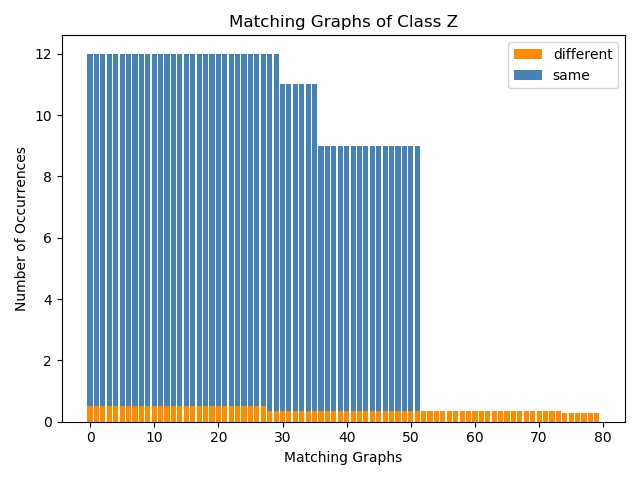 Matching Graphs of Class Z
different
same
Number of Occurrences
12
10
8
6
4
2
0
0 10 20 30 40 50 60 70 80
Matching Graphs